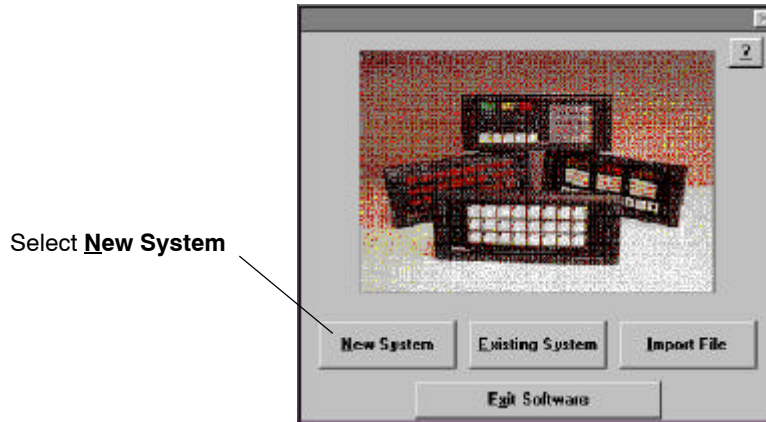 ?
Select New System
New System
Existing System
Import File
Exit Software